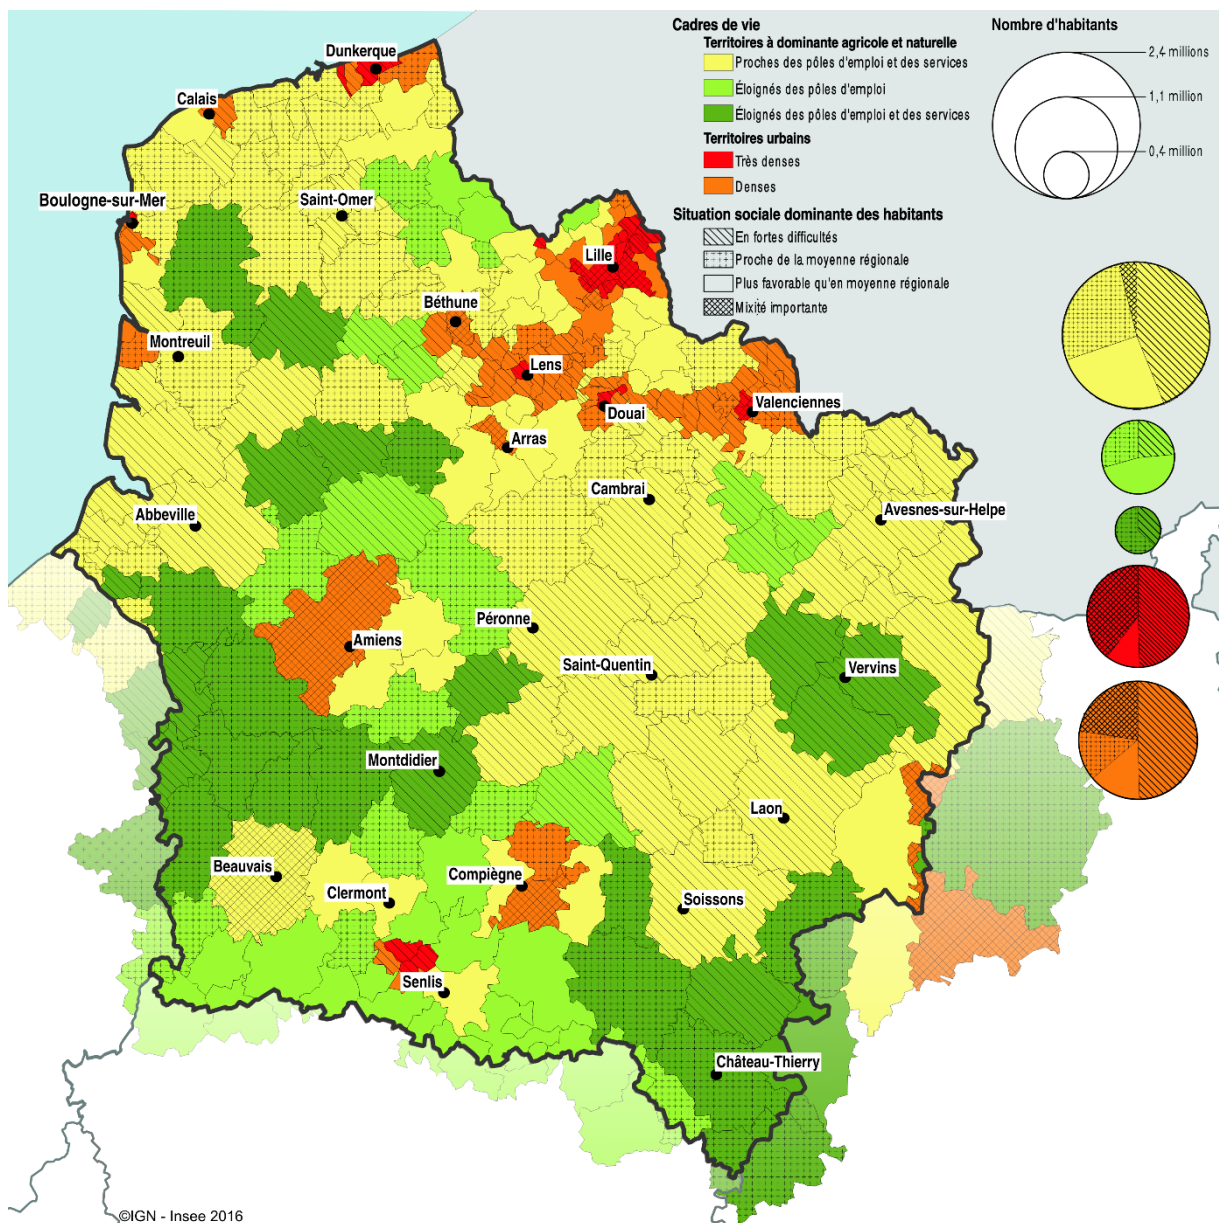 Cadres de vie
Territoires à dominante agricole et naturelle
Proches des pôles d'emploi et des services
Éloignés des pôles d'emploi
Éloignés des pôles d'emploi et des services
Territoires urbains
Très denses
Denses
Situation sociale dominante des habitants
En fortes difficultés
Proche de la moyenne régionale
Plus favorable qu'en moyenne régionale
Mixité importante
Nombre d'habitants
2,4 millions
1,1 million
0,4 million
Dunkerque
Calais
Boulogne-sur-Mer
Saint-Omer
Lille
Béthune
Montreuil
Lens
Valenciennes
Douai
Arras
Cambrai
Abbeville
Avesnes-sur-Helpe
Péronne
Amiens
Saint-Quentin
Vervins
Montdidier
Laon
Beauvais
Compiègne
Clermont
Soissons
Senlis
Château-Thierry
©IGN - Insee 2016